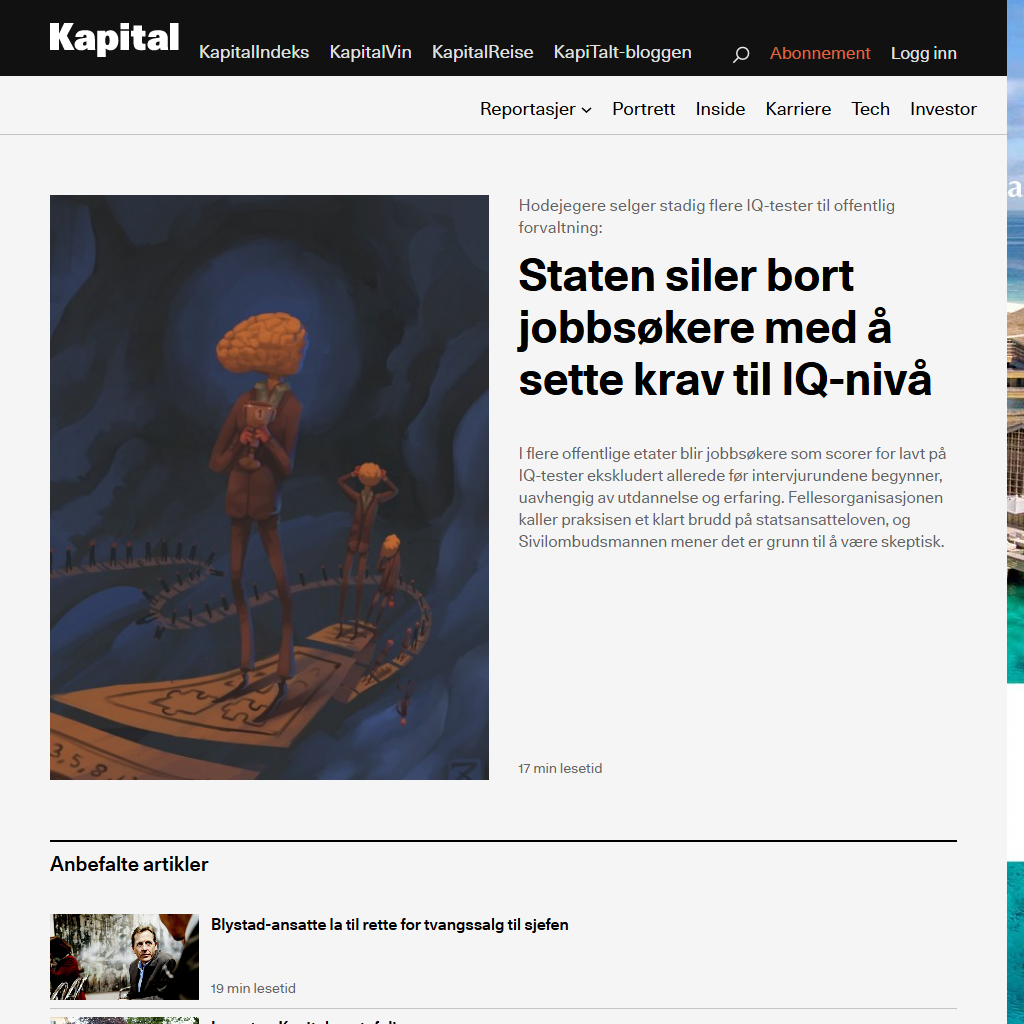 Kapital
KapitalIndeks KapitalVin KapitalReise KapiTalt-bloggen Abonnement Logg inn
Reportasjer Portrett Inside Karriere Tech Investor
Hodejegere selger stadig flere IQ-tester til offentlig
forvaltning:
Staten siler bort
jobbsøkere med å
sette krav til IQ-nivå
I flere offentlige etater blir jobbsøkere som scorer for lavt på
IQ-tester ekskludert allerede før intervjurundene begynner,
uavhengig av utdannelse og erfaring. Fellesorganisasjonen
kaller praksisen et klart brudd på statsansatteloven, og
Sivilombudsmannen mener det er grunn til å være skeptisk.
3, 5, 8,
17 min lesetid
Anbefalte artikler
Blystad-ansatte la til rette for tvangssalg til sjefen
19 min lesetid